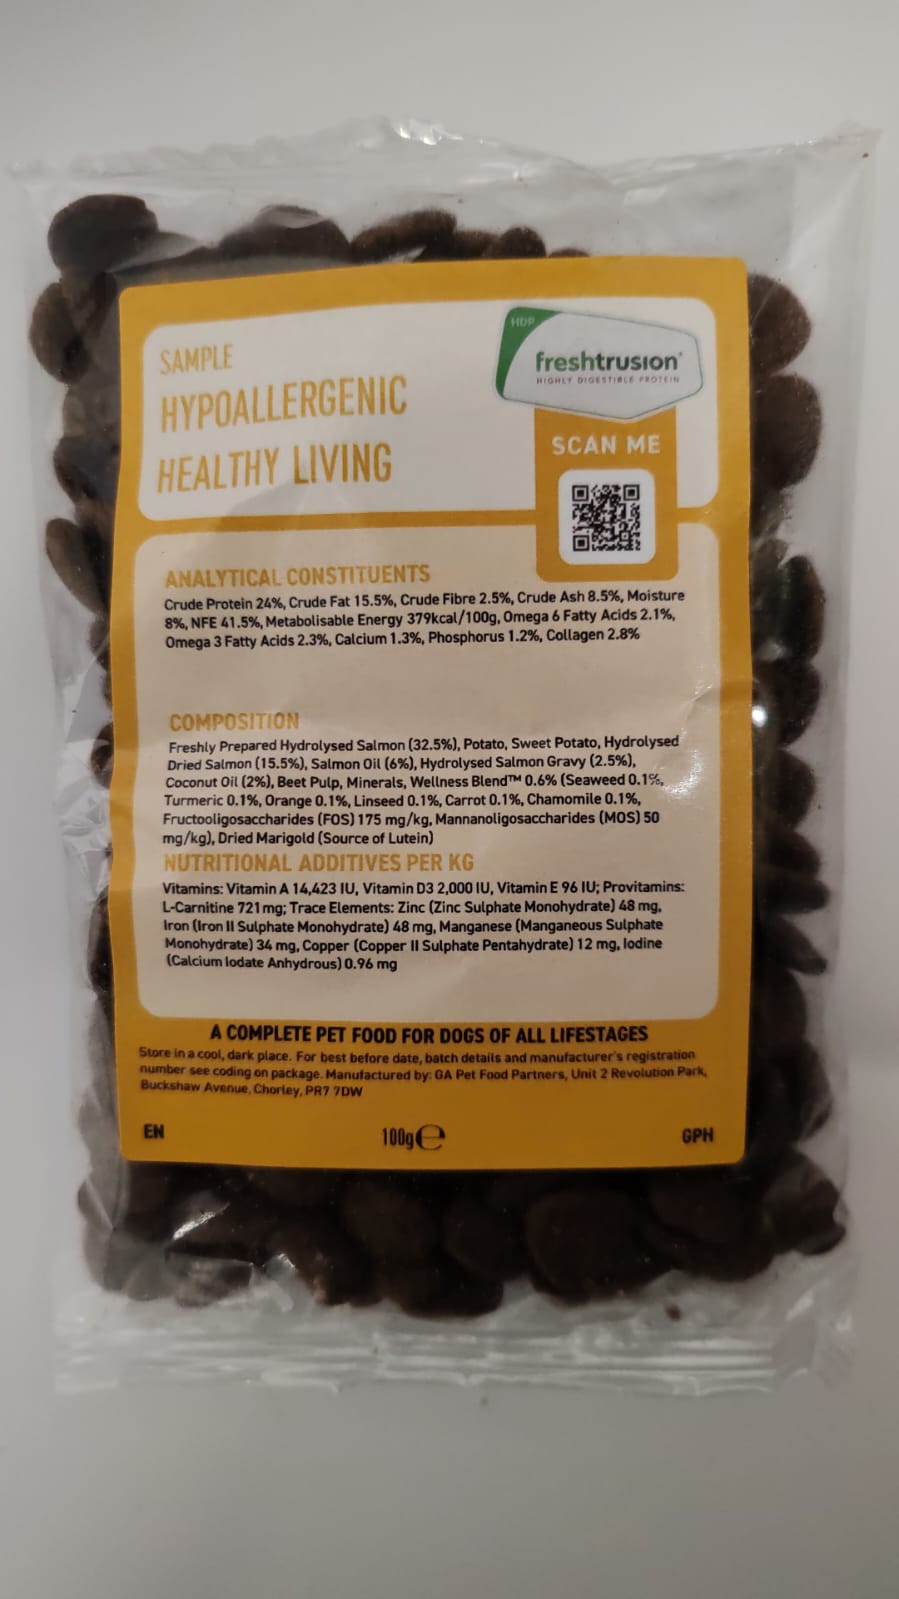 SAMPLE
HYPOALLERGENIC
HEALTHY LIVING
HDP
freshtrusion®
HIGHLY DIGESTIBLE PROTEIN
SCAN ME
ANALYTICAL CONSTITUENTS
Crude Protein 24%, Crude Fat 15.5%, Crude Fibre 2.5%, Crude Ash 8.5%, Moisture
8%, NFE 41.5%, Metabolisable Energy 379kcal/100g, Omega 6 Fatty Acids 2.1%,
Omega 3 Fatty Acids 2.3%, Calcium 1.3%, Phosphorus 1.2%, Collagen 2.8%
COMPOSITION
Freshly Prepared Hydrolysed Salmon (32.5%), Potato, Sweet Potato, Hydrolysed
Dried Salmon (15.5%), Salmon Oil (6%), Hydrolysed Salmon Gravy (2.5%),
Coconut Oil (2%), Beet Pulp, Minerals, Wellness Blend™ 0.6% (Seaweed 0.1%,
Turmeric 0.1%, Orange 0.1%, Linseed 0.1%, Carrot 0.1%, Chamomile 0.1%,
Fructooligosaccharides (FOS) 175 mg/kg, Mannanoligosaccharides (MOS) 50
mg/kg), Dried Marigold (Source of Lutein)
NUTRITIONAL ADDITIVES PER KG
Vitamins: Vitamin A 14,423 IU, Vitamin D3 2,000 IU, Vitamin E 96 IU; Provitamins:
L-Carnitine 721 mg; Trace Elements: Zinc (Zinc Sulphate Monohydrate) 48 mg,
Iron (Iron II Sulphate Monohydrate) 48 mg, Manganese (Manganeous Sulphate
Monohydrate) 34 mg, Copper (Copper II Sulphate Pentahydrate) 12 mg, Iodine
(Calcium Iodate Anhydrous) 0.96 mg
A COMPLETE PET FOOD FOR DOGS OF ALL LIFESTAGES
Store in a cool, dark place. For best before date, batch details and manufacturer's registration
number see coding on package. Manufactured by: GA Pet Food Partners, Unit 2 Revolution Park,
Buckshaw Avenue, Chorley, PR7 7DW
EN
100g℮
GPH